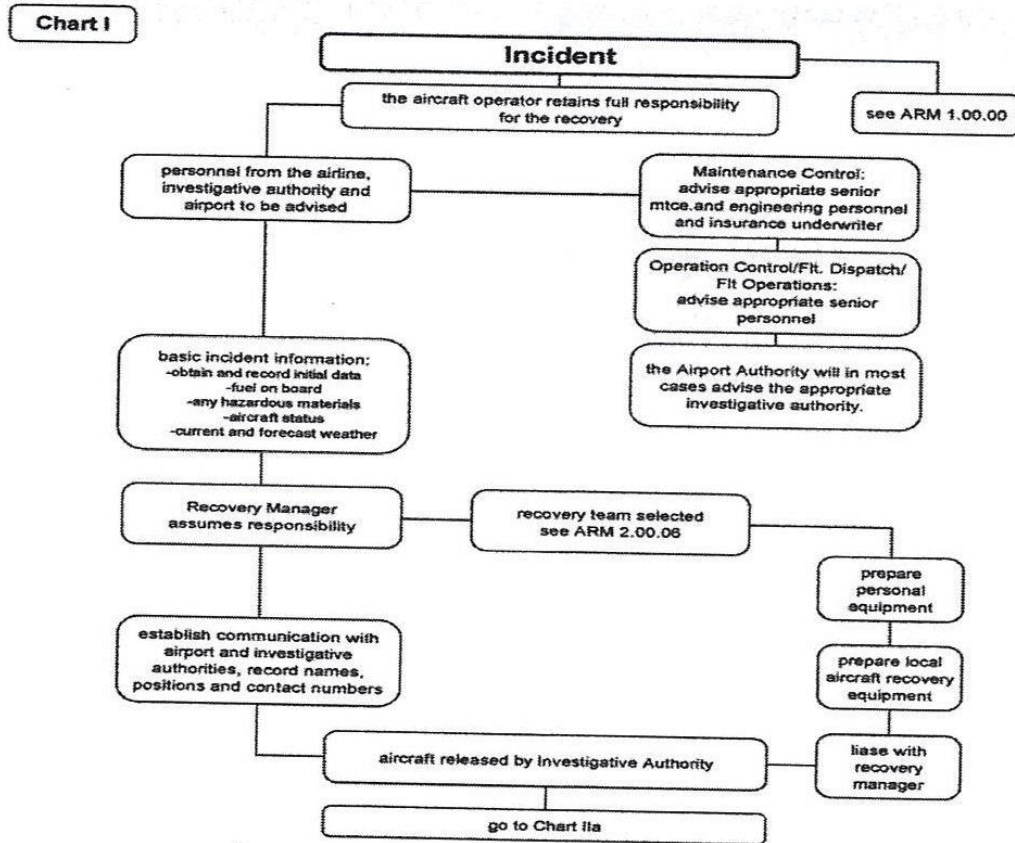 Chart I
Incident
the aircraft operator retains full responsibility
for the recovery
see ARM 1.00.00
personnel from the airline,
investigative authority and
airport to be advised
Maintenance Control:
advise appropriate senior
mtce.and engineering personnel
and insurance underwriter
Operation Control/Flt. Dispatch/
Flt Operations:
advise appropriate senior
personnel
the Airport Authority will in most
cases advise the appropriate
investigative authority.
basic incident information:
-obtain and record initial data
-fuel on board
-any hazardous materials
-aircraft status
-current and forecast weather
Recovery Manager
assumes responsibility
recovery team selected
see ARM 2.00.06
prepare
personal
equipment
establish communication with
airport and investigative
authorities, record names,
positions and contact numbers
prepare local
aircraft recovery
equipment
liase with
recovery
manager
aircraft released by Investigative Authority
go to Chart IIa